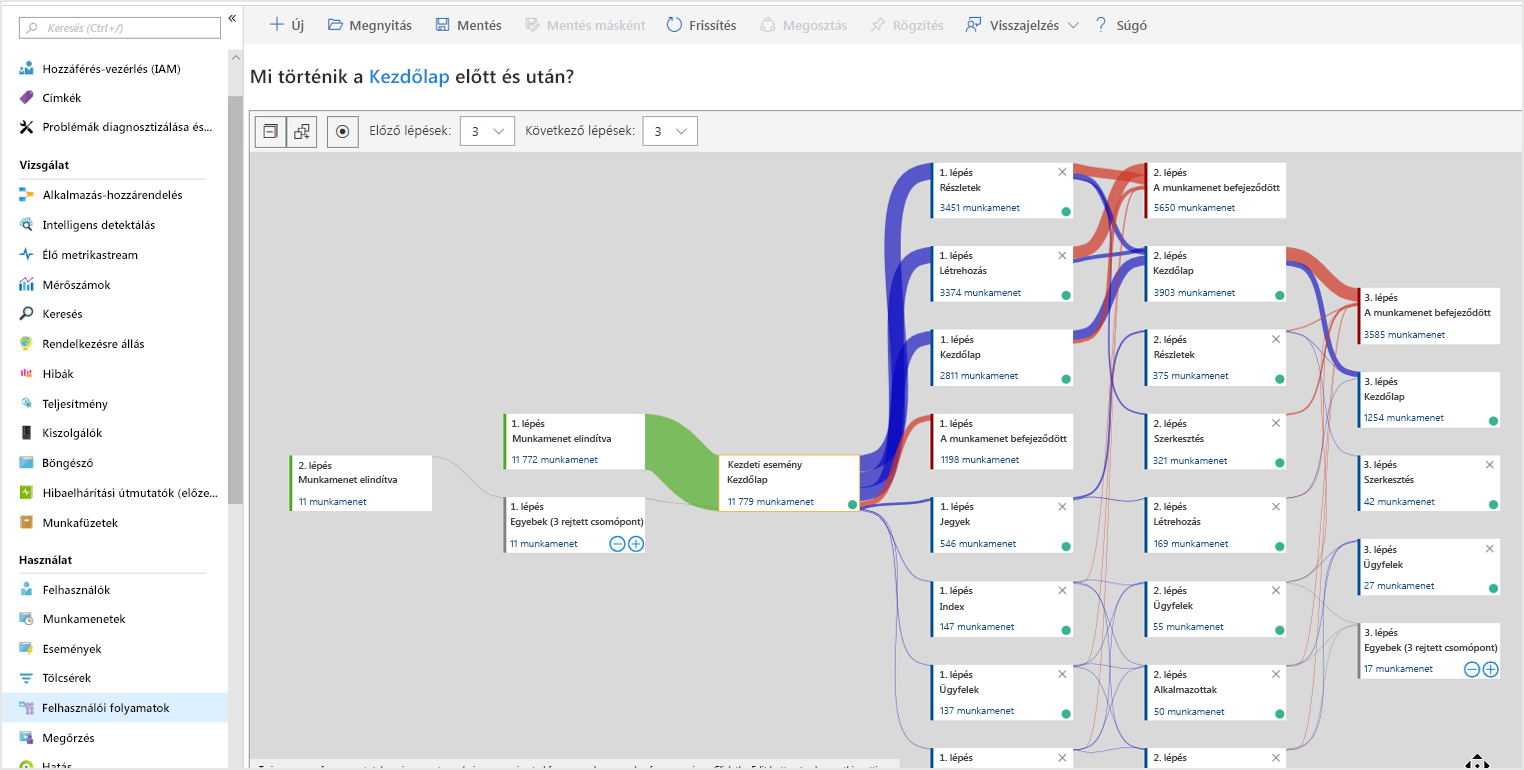 Keresés (Ctrl+/)
«
Hozzáférés-vezérlés (IAM)
Címkék
Problémák diagnosztizálása és...
Vizsgálat
Alkalmazás-hozzárendelés
Intelligens detektálás
Élő metrikastream
Mérőszámok
Keresés
Rendelkezésre állás
Hibák
Teljesítmény
Kiszolgálók
Böngésző
Hibaelhárítási útmutatók (előze...
Munkafüzetek
Használat
Felhasználók
Munkamenetek
Események
Tölcsérek
Felhasználói folyamatok
Megőrzés
Hatás
Új Megnyitás Mentés Mentés másként Frissítés Megosztás Rögzítés Visszajelzés ? Súgó
Mi történik a Kezdőlap előtt és után?
Előző lépések: 3 Következő lépések: 3
2. lépés
Munkamenet elindítva
11 munkamenet
1. lépés
Munkamenet elindítva
11 772 munkamenet
1. lépés
Egyebek (3 rejtett csomópont)
11 munkamenet
Kezdeti esemény
Kezdőlap
11 779 munkamenet
1. lépés
Részletek
3451 munkamenet
1. lépés
Létrehozás
3374 munkamenet
1. lépés
Kezdőlap
2811 munkamenet
1. lépés
A munkamenet befejeződött
1198 munkamenet
1. lépés
Jegyek
546 munkamenet
1. lépés
Index
147 munkamenet
1. lépés
Ügyfelek
137 munkamenet
1. lépés
2. lépés
A munkamenet befejeződött
5650 munkamenet
2. lépés
Kezdőlap
3903 munkamenet
2. lépés
Részletek
375 munkamenet
2. lépés
Szerkesztés
321 munkamenet
2. lépés
Létrehozás
169 munkamenet
2. lépés
Ügyfelek
55 munkamenet
2. lépés
Alkalmazottak
50 munkamenet
2. lépés
3. lépés
A munkamenet befejeződött
3585 munkamenet
3. lépés
Kezdőlap
1254 munkamenet
3. lépés
Szerkesztés
42 munkamenet
3. lépés
Ügyfelek
27 munkamenet
3. lépés
Egyebek (3 rejtett csomópont)
17 munkamenet